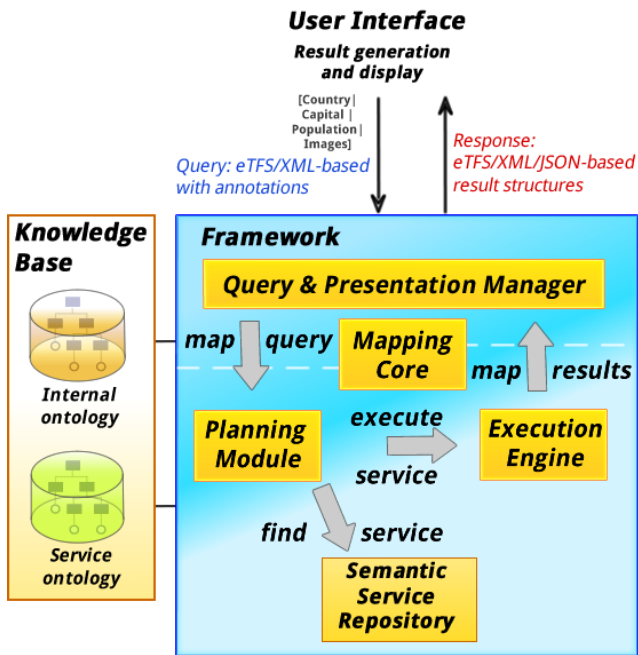 User Interface
Result generation
and display
[Country|
Capital |
Population|
Images]
Query: eTFS/XML-based
with annotations
Response:
eTFS/XML/JSON-based
result structures
Knowledge
Base
Internal
ontology
Service
ontology
Framework
Query & Presentation Manager
map query
Mapping
Core
map results
Planning
Module
execute
service
Execution
Engine
find service
Semantic
Service
Repository